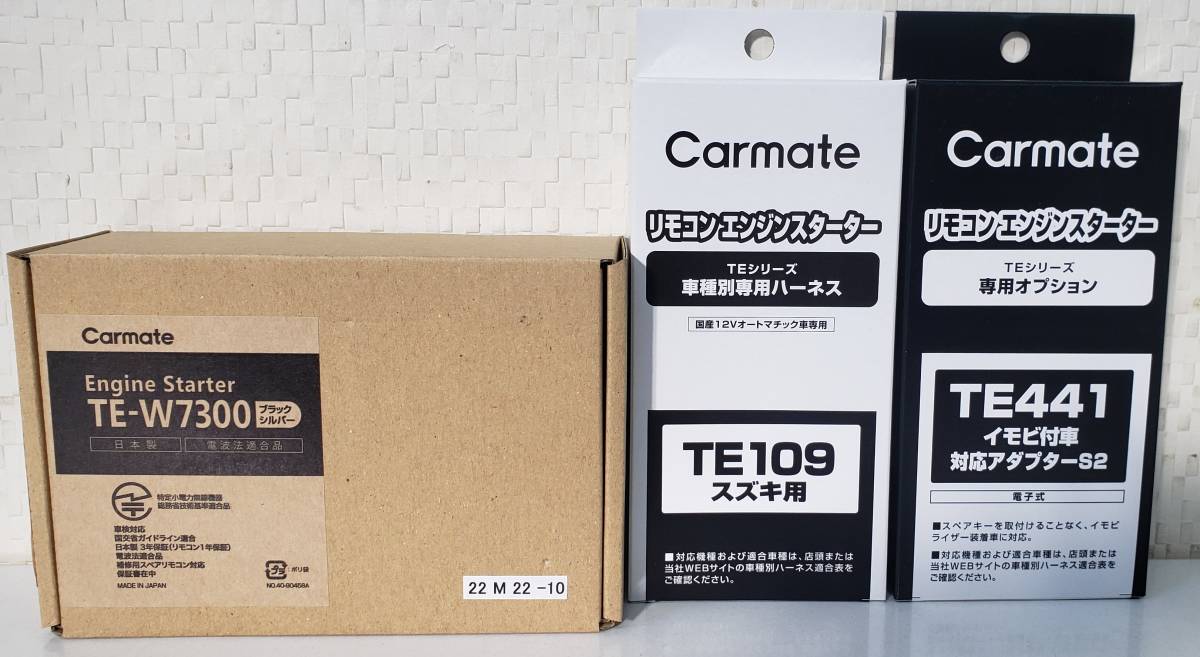 Carmate
Engine Starter
TE-W7300 ブラック シルバー
日本製 電波法適合品
特定小電力無線機器
総務省技術基準適合品
車検対応
国交省ガイドライン適合
日本製 3年保証(リモコン1年保証)
電波法適合品
補修用スペアリモコン対応
保証書在中
MADE IN JAPAN
プラ :ポリ袋
NO.40-90458A
22 M 22 -10
Carmate
リモコン エンジンスターター
TEシリーズ
車種別専用ハーネス
国産12Vオートマチック車専用
TE109
スズキ用
■対応機種および適合車種は、店頭または
当社WEBサイトの車種別ハーネス適合表を
ご確認ください。
Carmate
リモコン エンジンスターター
TEシリーズ
専用オプション
TE441
イモビ付車
対応アダプターS2
電子式
■スペアキーを取付けることなく、イモビ
ライザー装着車に対応。
■対応機種および適合車種は、店頭または
当社WEBサイトの車種別ハーネス適合表を
ご確認ください。